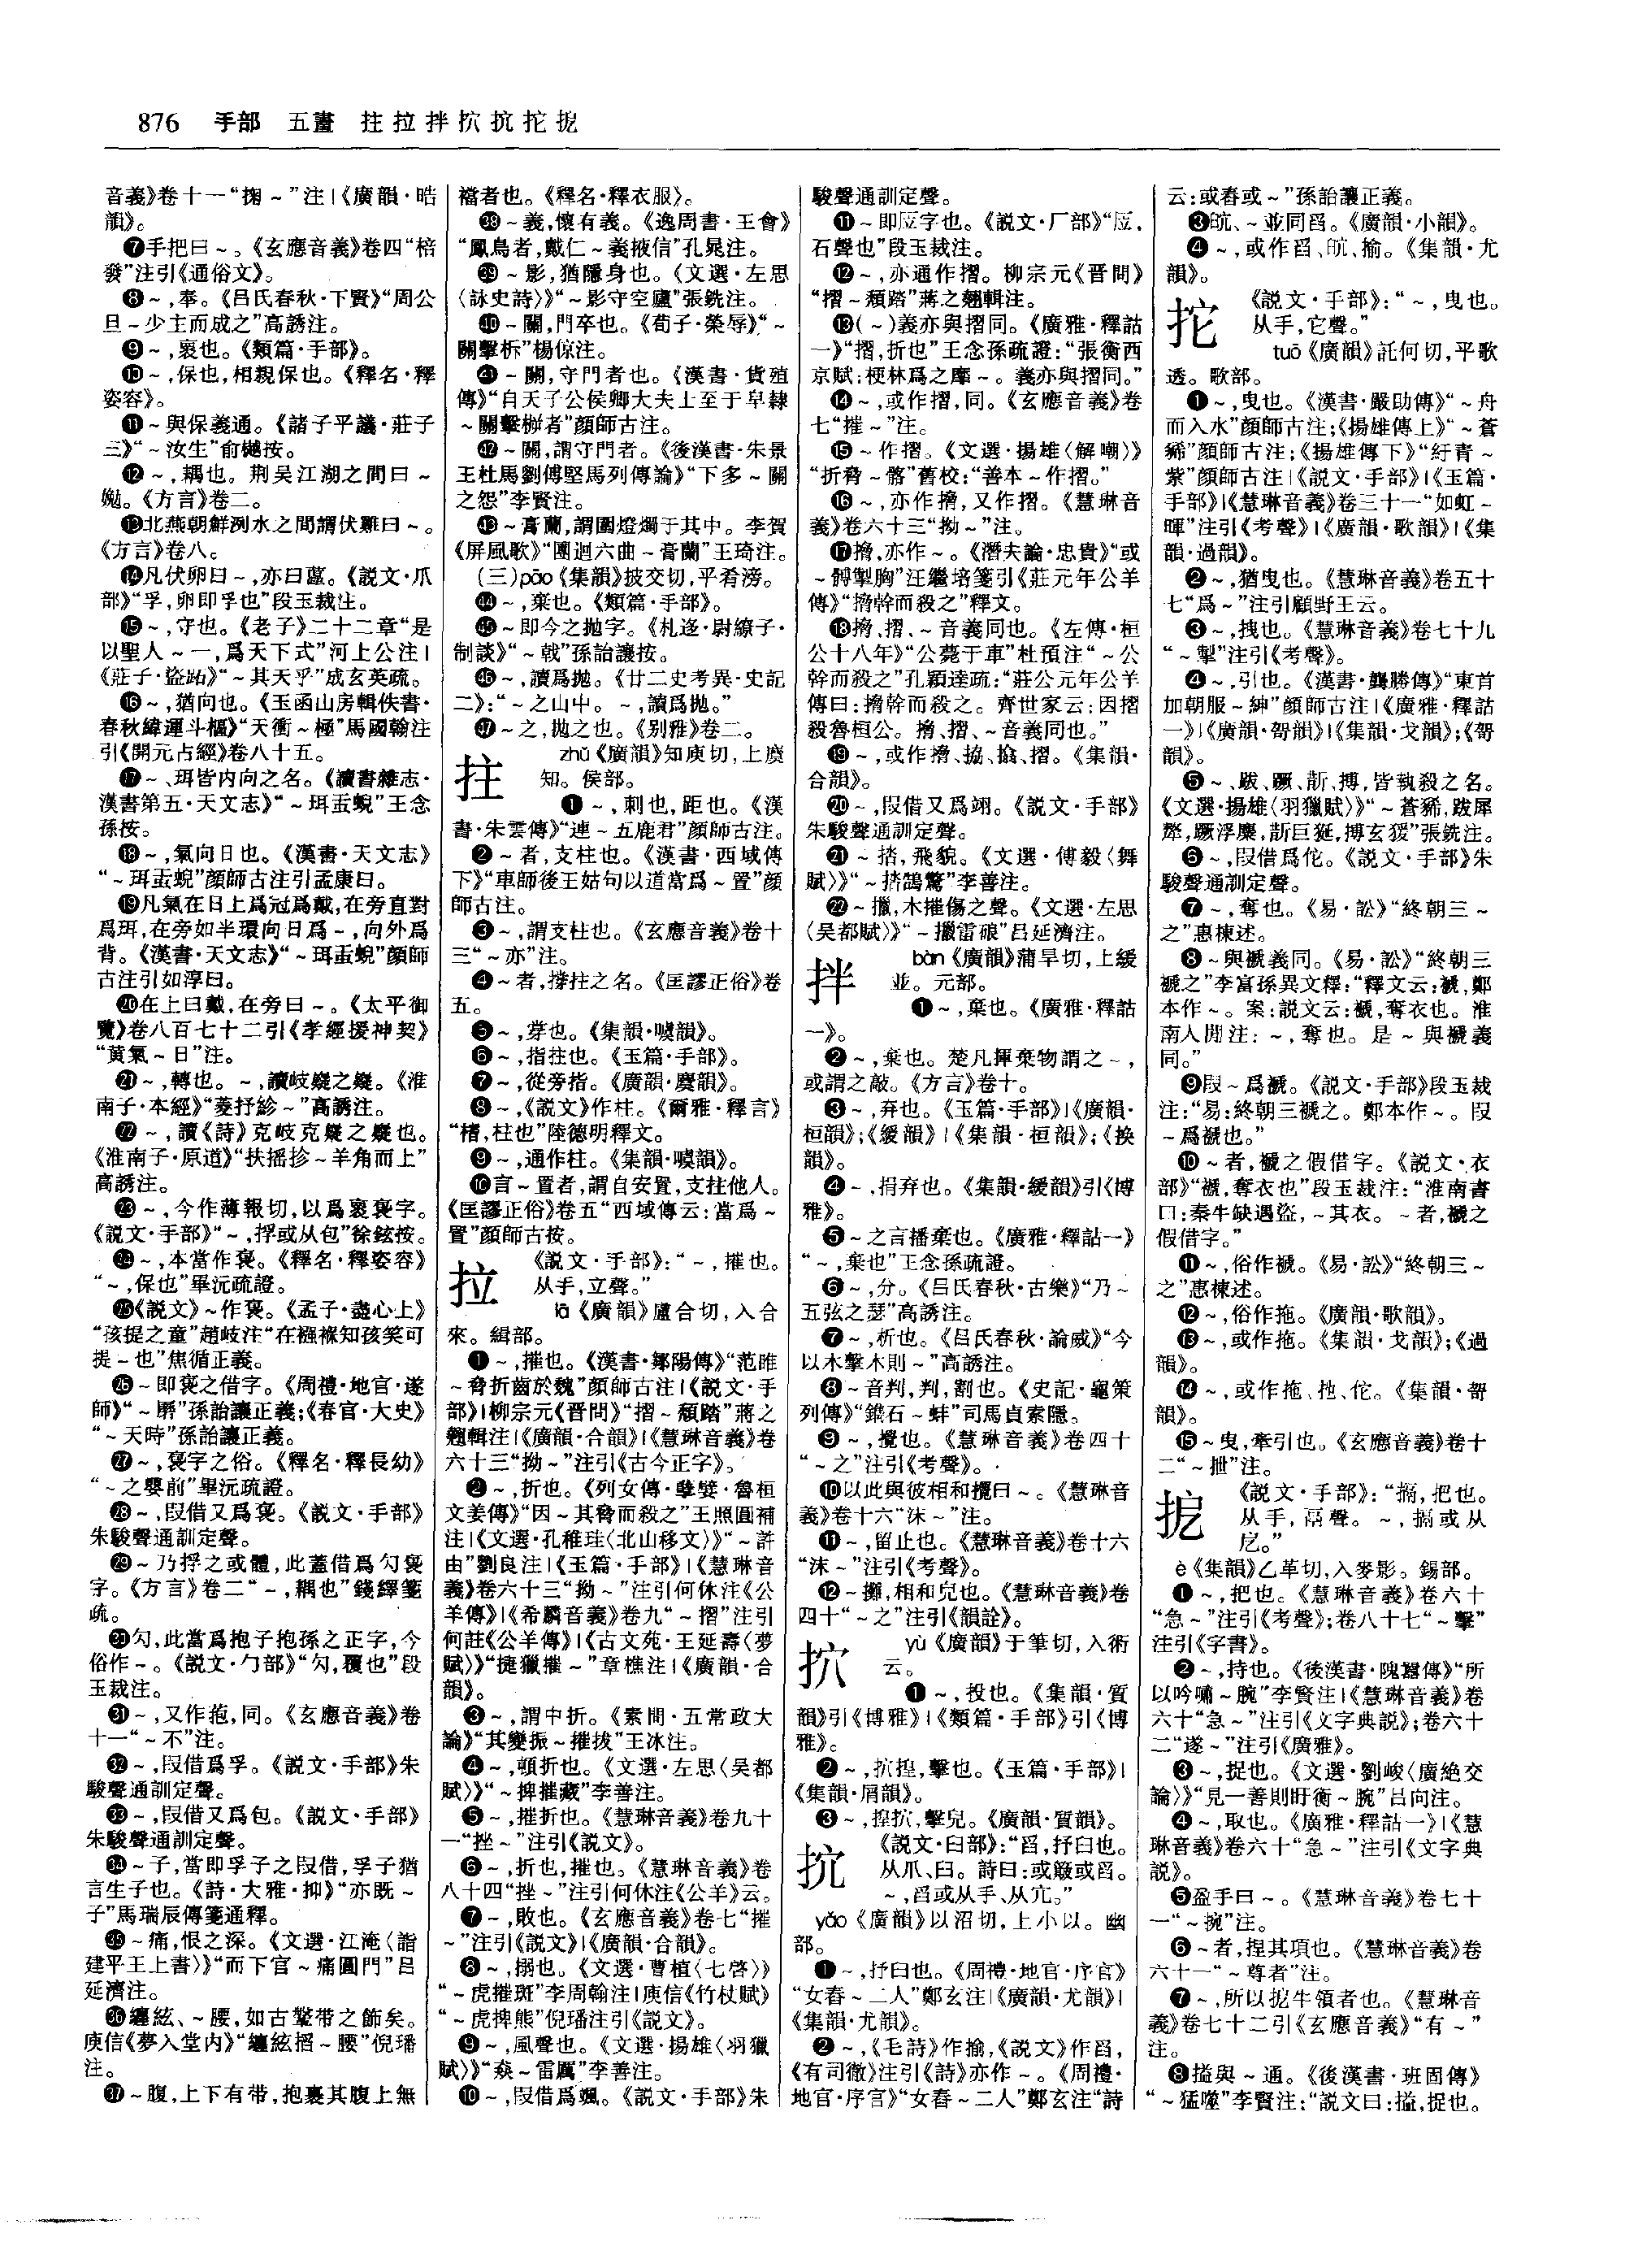 876 手部 五畫 拄拉拌抭抌挓搹
音義》卷十一“掬～”注|《廣韻·晧
韻》。
❼手把曰～。《玄應音義》卷四“棓
發”注引《通俗文》。
❽～,奉。《吕氏春秋·下賢》“周公
旦～少主而成之”高誘注。
❾～,裹也。《類篇·手部》。
❿～,保也,相親保也。《釋名·釋
姿容》。
⓫～與保義通。《諸子平議·莊子
三》“～汝生”俞樾按。
⓬～,耦也。荆吴江湖之間曰～
㜃。《方言》卷二。
⓭北燕朝鮮洌水之間謂伏雞曰～。
《方言》卷八。
⓮凡伏卵曰～,亦曰蓲。《説文·爪
部》“孚,卵即孚也”段玉裁注。
⓯～,守也。《老子》二十二章“是
以聖人～一,爲天下式”河上公注|
《莊子·盜跖》“～其天乎”成玄英疏。
⓰～,猶向也。《玉函山房輯佚書·
春秋緯運斗樞》“天衝～極”馬國翰注
引《開元占經》卷八十五。
⓱～、珥皆内向之名。《讀書雜志·
漢書第五·天文志》“～珥䖝蜺”王念
孫按。
⓲～,氣向日也。《漢書·天文志》
“～珥䖝蜺”顔師古注引孟康曰。
⓳凡氣在日上爲冠爲戴,在旁直對
爲珥,在旁如半環向日爲～,向外爲
背。《漢書·天文志》“～珥䖝蜺”顔師
古注引如淳曰。
⓴在上曰戴,在旁曰～。《太平御
覽》卷八百七十二引《孝經援神契》
“黄氣～日”注。
㉑～,轉也。～,讀岐嶷之嶷。《淮
南子·本經》“菱抒紾～”高誘注。
㉒～,讀《詩》克岐克嶷之嶷也。
《淮南子·原道》“扶摇抮～羊角而上”
高誘注。
㉓～,今作薄報切,以爲裹裒字。
《説文·手部》“～,捊或从包”徐鉉按。
㉔～,本當作裒。《釋名·釋姿容》
“～,保也”畢沅疏證。
㉕《説文》～作裒。《孟子·盡心上》
“孩提之童”趙岐注“在襁褓知孩笑可
提～也”焦循正義。
㉖～即裒之借字。《周禮·地官·遂
師》“～磿”孫詒讓正義;《春官·大史》
“～天時”孫詒讓正義。
㉗～,裒字之俗。《釋名·釋長幼》
“～之嬰前”畢沅疏證。
㉘～,叚借又爲裒。《説文·手部》
朱駿聲通訓定聲。
㉙～乃捊之或體,此蓋借爲勹裒
字。《方言》卷二“～,耦也”錢繹箋
疏。
㉚勹,此當爲抱子抱孫之正字,今
俗作～。《説文·勹部》“勹,覆也”段
玉裁注。
㉛～,又作菢,同。《玄應音義》卷
十一“～不”注。
㉜～,叚借爲孚。《説文·手部》朱
駿聲通訓定聲。
㉝～,叚借又爲包。《説文·手部》
朱駿聲通訓定聲。
㉞～子,當即孚子之叚借,孚子猶
言生子也。《詩·大雅·抑》“亦既～
子”馬瑞辰傳箋通釋。
㉟～痛,恨之深。《文選·江淹〈詣
建平王上書〉》“而下官～痛圓門”吕
延濟注。
㊱纏絃、～腰,如古鞶帶之飾矣。
庾信《夢入堂内》“纏絃搯～腰”倪璠
注。
㊲～腹,上下有帶,抱裹其腹上無
襠者也。《釋名·釋衣服》。
㊳～義,懷有義。《逸周書·王會》
“鳳鳥者,戴仁～義掖信”孔晁注。
㊴～影,猶隱身也。《文選·左思
〈詠史詩〉》“～影守空廬”張銑注。
㊵～關,門卒也。《荀子·榮辱》“～
關擊柝”楊倞注。
㊶～關,守門者也。《漢書·貨殖
傳》“自天子公侯卿大夫士至于皁隸
～關擊㯖者”顔師古注。
㊷～關,謂守門者。《後漢書·朱景
王杜馬劉傅堅馬列傳論》“下多～關
之怨”李賢注。
㊸～膏蘭,謂圍燈燭于其中。李賀
《屏風歌》“團迴六曲～膏蘭”王琦注。
(三)pāo《集韻》披交切,平肴滂。
㊹～,棄也。《類篇·手部》。
㊺～即今之抛字。《札迻·尉繚子·
制談》“～戟”孫詒讓按。
㊻～,讀爲抛。《廿二史考異·史記
二》:“～之山中。～,讀爲抛。”
㊼～之,抛之也。《别雅》卷二。
拄
zhǔ《廣韻》知庾切,上麌
知。侯部。
❶～,刺也,距也。《漢
書·朱雲傳》“連～五鹿君”顔師古注。
❷～者,支柱也。《漢書·西域傳
下》“車師後王姑句以道當爲～置”顔
師古注。
❸～,謂支柱也。《玄應音義》卷十
三“～亦”注。
❹～者,撐拄之名。《匡謬正俗》卷
五。
❺～,穿也。《集韻·噳韻》。
❻～,指拄也。《玉篇·手部》。
❼～,從旁指。《廣韻·麌韻》。
❽～,《説文》作柱。《爾雅·釋言》
“楮,柱也”陸德明釋文。
❾～,通作柱。《集韻·噳韻》。
❿言～置者,謂自安置,支拄他人。
《匡謬正俗》卷五“西域傳云:當爲～
置”顔師古按。
拉
《説文·手部》:“～,摧也。
从手,立聲。”
lā《廣韻》盧合切,入合
來。緝部。
❶～,摧也。《漢書·鄒陽傳》“范雎
～脅折齒於魏”顔師古注|《説文·手
部》|柳宗元《晋問》“摺～頽踏”蔣之
翹輯注|《廣韻·合韻》|《慧琳音義》卷
六十三“拗～”注引《古今正字》。
❷～,折也。《列女傳·孽嬖·魯桓
文姜傳》“因～其脅而殺之”王照圓補
注|《文選·孔稚珪〈北山移文〉》“～許
由”劉良注|《玉篇·手部》|《慧琳音
義》卷六十三“拗～”注引何休注《公
羊傳》|《希麟音義》卷九“～摺”注引
何註《公羊傳》|《古文苑·王延壽〈夢
賦〉》“捷獵摧～”章樵注|《廣韻·合
韻》。
❸～,謂中折。《素問·五常政大
論》“其變振～摧拔”王冰注。
❹～,頓折也。《文選·左思〈吴都
賦〉》“～捭摧藏”李善注。
❺～,摧折也。《慧琳音義》卷九十
一“挫～”注引《説文》。
❻～,折也,摧也。《慧琳音義》卷
八十四“挫～”注引何休注《公羊》云。
❼～,敗也。《玄應音義》卷七“摧
～”注引《説文》|《廣韻·合韻》。
❽～,搦也。《文選·曹植〈七啓〉》
“～虎摧斑”李周翰注|庾信《竹杖賦》
“～虎捭熊”倪璠注引《説文》。
❾～,風聲也。《文選·揚雄〈羽獵
賦〉》“猋～雷厲”李善注。
❿～,叚借爲颯。《説文·手部》朱
駿聲通訓定聲。
⓫～即应字也。《説文·厂部》“应,
石聲也”段玉裁注。
⓬～,亦通作摺。柳宗元《晋問》
“摺～頽踏”蔣之翹輯注。
⓭(～)義亦與摺同。《廣雅·釋詁
一》“摺,折也”王念孫疏證:“張衡西
京賦:梗林爲之靡～。義亦與摺同。”
⓮～,或作摺,同。《玄應音義》卷
七“摧～”注。
⓯～作摺。《文選·揚雄〈解嘲〉》
“折脅～髂”舊校:“善本～作摺。”
⓰～,亦作搚,又作摺。《慧琳音
義》卷六十三“拗～”注。
⓱搚,亦作～。《潛夫論·忠貴》“或
～髆掣胸”汪繼培箋引《莊元年公羊
傳》“搚幹而殺之”釋文。
⓲搚、摺、～音義同也。《左傳·桓
公十八年》“公薨于車”杜預注“～公
幹而殺之”孔穎達疏:“莊公元年公羊
傳曰:搚幹而殺之。齊世家云:因摺
殺魯桓公。搚、摺、～音義同也。”
⓳～,或作搚、拹、摺。《集韻·
合韻》。
⓴～,叚借又爲翊。《説文·手部》
朱駿聲通訓定聲。
㉑～㧺,飛貌。《文選·傅毅〈舞
賦〉》“～㧺鵠驚”李善注。
㉒～擸,木摧傷之聲。《文選·左思
〈吴都賦〉》“～擸雷硠”吕延濟注。
拌
bàn《廣韻》蒲旱切,上緩
並。元部。
❶～,棄也。《廣雅·釋詁
一》。
❷～,棄也。楚凡揮棄物謂之～,
或謂之敲。《方言》卷十。
❸～,弃也。《玉篇·手部》|《廣韻·
桓韻》;《緩韻》|《集韻·桓韻》;《换
韻》。
❹～,捐弃也。《集韻·緩韻》引《博
雅》。
❺～之言播棄也。《廣雅·釋詁一》
“～,棄也”王念孫疏證。
❻～,分。《吕氏春秋·古樂》“乃～
五弦之瑟”高誘注。
❼～,析也。《吕氏春秋·論威》“今
以木擊木則～”高誘注。
❽～音判,判,割也。《史記·龜策
列傳》“鐫石～蚌”司馬貞索隱。
❾～,攪也。《慧琳音義》卷四十
“～之”注引《考聲》。
❿以此與彼相和攪曰～。《慧琳音
義》卷十六“沫～”注。
⓫～,留止也。《慧琳音義》卷十六
“沫～”注引《考聲》。
⓬～攤,相和皃也。《慧琳音義》卷
四十“～之”注引《韻詮》。
抭
yù《廣韻》于筆切,入術
云。
❶～,投也。《集韻·質
韻》引《博雅》|《類篇·手部》引《博
雅》。
❷～,抭揘,擊也。《玉篇·手部》|
《集韻·屑韻》。
❸～,揘抭,擊皃。《廣韻·質韻》。
㧒
《説文·臼部》:“舀,抒臼也。
从爪、臼。詩曰:或簸或舀。
～,舀或从手、从宂。”
yǎo《廣韻》以沼切,上小以。幽
部。
❶～,抒臼也。《周禮·地官·序官》
“女舂～二人”鄭玄注|《廣韻·尤韻》|
《集韻·尤韻》。
❷～,《毛詩》作揄,《説文》作舀,
《有司徹》注引《詩》亦作～。《周禮·
地官·序官》“女舂～二人”鄭玄注“詩
云:或舂或～”孫詒讓正義。
❸㼌、～並同舀。《廣韻·小韻》。
❹～,或作舀、㼌、揄。《集韻·尤
韻》。
拕
《説文·手部》:“～,曳也。
从手,它聲。”
tuō《廣韻》託何切,平歌
透。歌部。
❶～,曳也。《漢書·嚴助傳》“～舟
而入水”顔師古注;《揚雄傳上》“～蒼
豨”顔師古注;《揚雄傳下》“紆青～
紫”顔師古注|《説文·手部》|《玉篇·
手部》|《慧琳音義》卷三十一“如虹～
暉”注引《考聲》|《廣韻·歌韻》|《集
韻·過韻》。
❷～,猶曳也。《慧琳音義》卷五十
七“爲～”注引顧野王云。
❸～,拽也。《慧琳音義》卷七十九
“～掣”注引《考聲》。
❹～,引也。《漢書·龔勝傳》“東首
加朝服～紳”顔師古注|《廣雅·釋詁
一》|《廣韻·哿韻》|《集韻·戈韻》;《哿
韻》。
❺～、跋、蹶、斮、搏,皆執殺之名。
《文選·揚雄〈羽獵賦〉》“～蒼豨,跋犀
犛,蹶浮麋,斮巨狿,搏玄猨”張銑注。
❻～,叚借爲佗。《説文·手部》朱
駿聲通訓定聲。
❼～,奪也。《易·訟》“終朝三～
之”惠棟述。
❽～與褫義同。《易·訟》“終朝三
褫之”李富孫異文釋:“釋文云:褫,鄭
本作～。案:説文云:褫,奪衣也。淮
南人閒注:～,奪也。是～與褫義
同。”
❾叚～爲褫。《説文·手部》段玉裁
注:“易:終朝三褫之。鄭本作～。叚
～爲褫也。”
❿～者,褫之假借字。《説文·衣
部》“褫,奪衣也”段玉裁注:“淮南書
曰:秦牛缺遇盜,～其衣。～者,褫之
假借字。”
⓫～,俗作褫。《易·訟》“終朝三～
之”惠棟述。
⓬～,俗作拖。《廣韻·歌韻》。
⓭～,或作拖。《集韻·戈韻》;《過
韻》。
⓮～,或作拖、扡、佗。《集韻·哿
韻》。
⓯～曳,牽引也。《玄應音義》卷十
二“～抴”注。
㧖
《説文·手部》:“搹,把也。
从手,鬲聲。～,搹或从
戹。”
è《集韻》乙革切,入麥影。錫部。
❶～,把也。《慧琳音義》卷六十
“急～”注引《考聲》;卷八十七“～擊”
注引《字書》。
❷～,持也。《後漢書·隗囂傳》“所
以吟嘯～腕”李賢注|《慧琳音義》卷
六十“急～”注引《文字典説》;卷六十
二“遂～”注引《廣雅》。
❸～,捉也。《文選·劉峻〈廣絶交
論〉》“見一善則盱衡～腕”吕向注。
❹～,取也。《廣雅·釋詁一》|《慧
琳音義》卷六十“急～”注引《文字典
説》。
❺盈手曰～。《慧琳音義》卷七十
一“～捥”注。
❻～者,捏其項也。《慧琳音義》卷
六十一“～尊者”注。
❼～,所以扼牛領者也。《慧琳音
義》卷七十二引《玄應音義》“有～”
注。
❽搤與～通。《後漢書·班固傳》
“～猛噬”李賢注:“説文曰:搤,捉也。